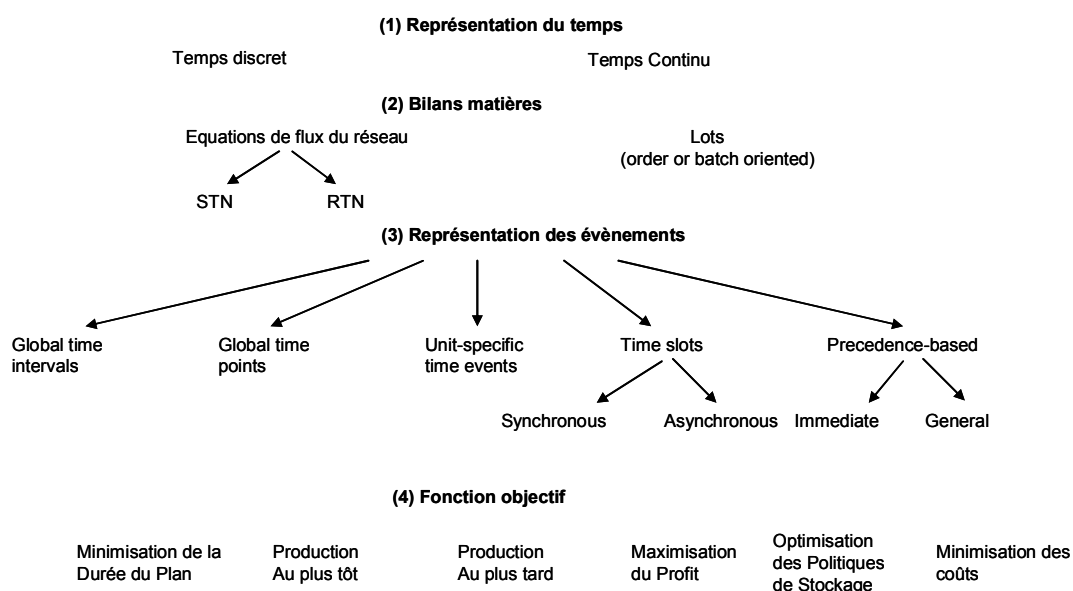 (1) Représentation du temps
Temps discret
Temps Continu
(2) Bilans matières
Equations de flux du réseau
Lots
(order or batch oriented)
STN
RTN
(3) Représentation des évènements
Global time
intervals
Global time
points
Unit-specific
time events
Time slots
Precedence-based
Synchronous
Asynchronous
Immediate
General
(4) Fonction objectif
Minimisation de la
Durée du Plan
Production
Au plus tôt
Production
Au plus tard
Maximisation
du Profit
Optimisation
des Politiques
de Stockage
Minimisation des
coûts